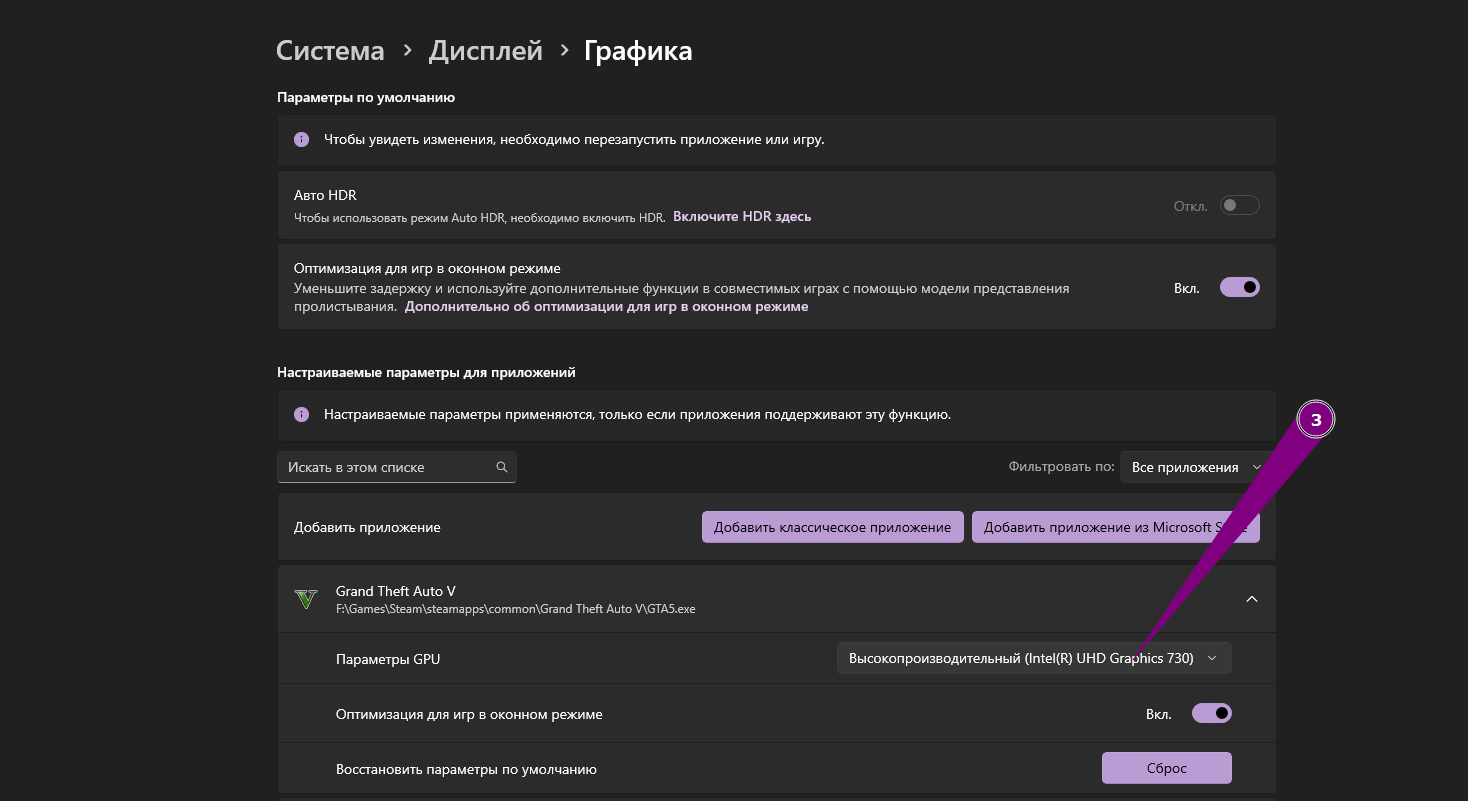 Система > Дисплей > Графика
Параметры по умолчанию
Чтобы увидеть изменения, необходимо перезапустить приложение или игру.
Авто HDR
Чтобы использовать режим Auto HDR, необходимо включить HDR. Включите HDR здесь
Откл.
Оптимизация для игр в оконном режиме
Уменьшите задержку и используйте дополнительные функции в совместимых играх с помощью модели представления
пролистывания. Дополнительно об оптимизации для игр в оконном режиме
Вкл.
Настраиваемые параметры для приложений
Настраиваемые параметры применяются, только если приложения поддерживают эту функцию.
3
Искать в этом списке
Фильтровать по: Все приложения
Добавить приложение
Добавить классическое приложение
Добавить приложение из Microsoft
Grand Theft Auto V
F:\Games\Steam\steamapps\common\Grand Theft Auto V\GTA5.exe
Параметры GPU
Высокопроизводительный (Intel(R) UHD Graphics 730)
Оптимизация для игр в оконном режиме
Вкл.
Восстановить параметры по умолчанию
Сброс